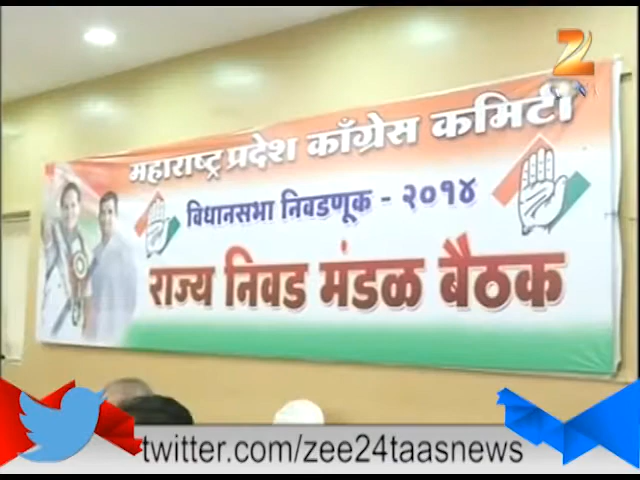 महाराष्ट्र प्रदेश काँग्रेस कमिटी
विधानसभा निवडणूक - २०१४
राज्य निवड मंडळ बैठक
twitter.com/zee24taasnews